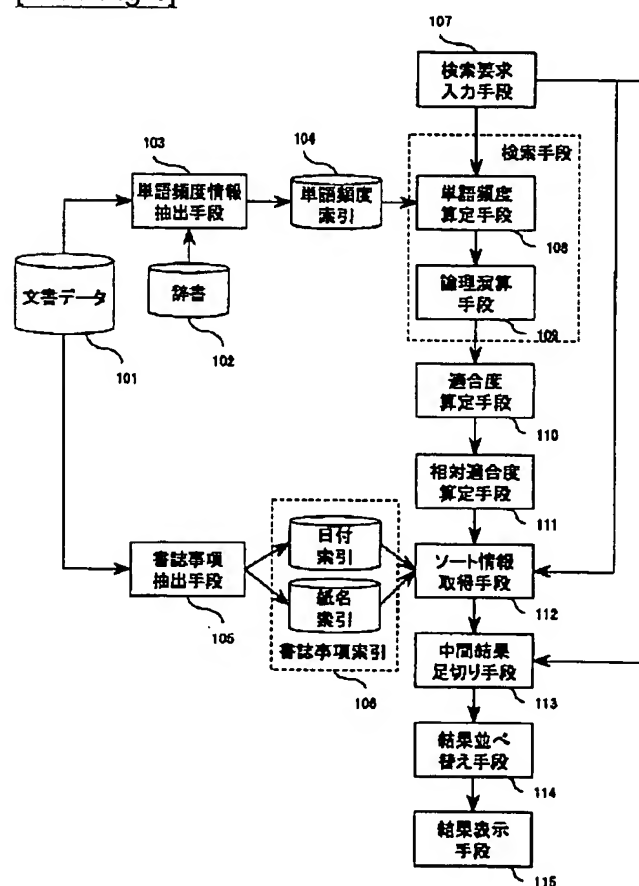 107
検索要求
入力手段
検索手段
103
104
単語頻度情報
抽出手段
単語頻度
索引
単語頻度
算定手段
108
文書データ
101
辞書
102
論理演算
手段
109
適合度
算定手段
110
相対適合度
算定手段
111
書誌事項
抽出手段
105
日付
索引
紙名
索引
書誌事項索引
106
ソート情報
取得手段
112
中間結果
足切り手段
113
結果並べ
替え手段
114
結果表示
手段
115